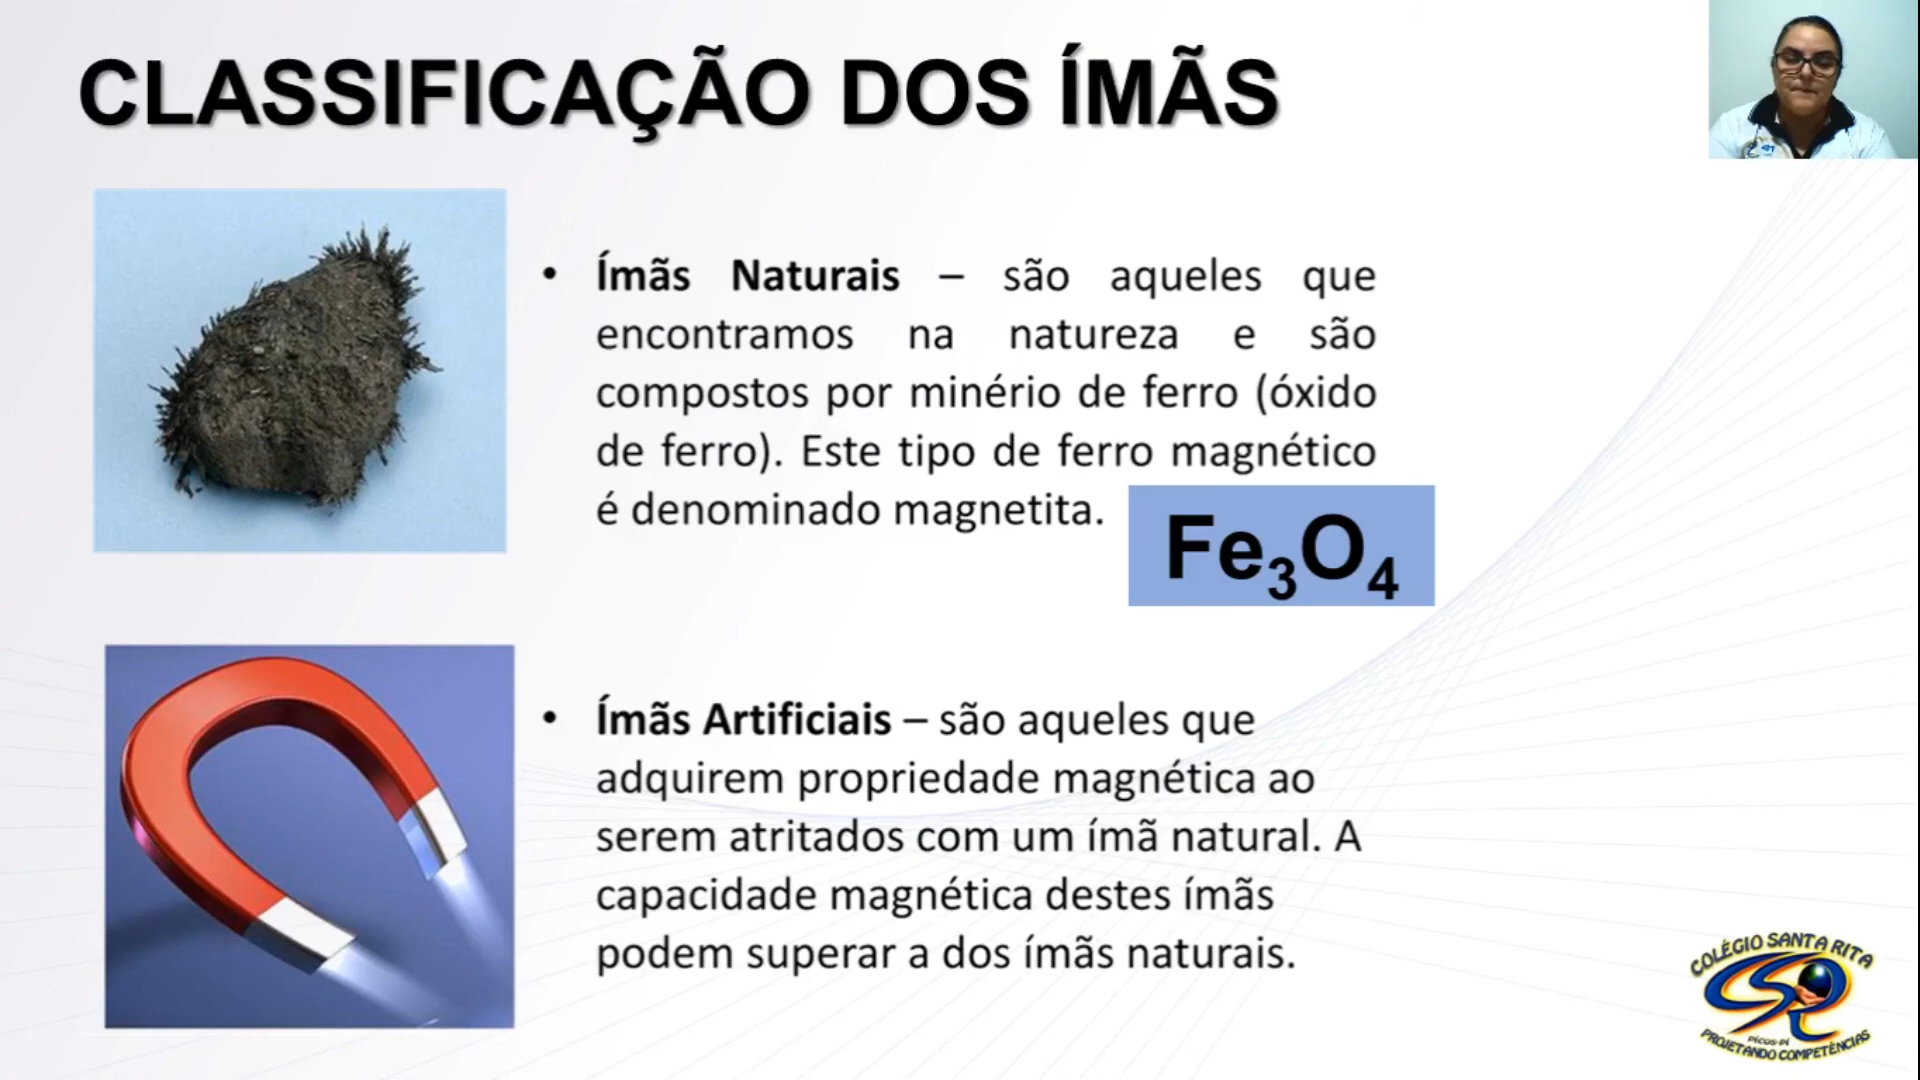 CLASSIFICAÇÃO DOS ÍMÃS
• Ímãs Naturais – são aqueles que
encontramos na natureza e são
compostos por minério de ferro (óxido
de ferro). Este tipo de ferro magnético
é denominado magnetita.
Fe₃O₄
• Ímãs Artificiais – são aqueles que
adquirem propriedade magnética ao
serem atritados com um ímã natural. A
capacidade magnética destes ímãs
podem superar a dos ímãs naturais.
COLÉGIO SANTA RITA
PICOS-PI
PROJETANDO COMPETÊNCIAS